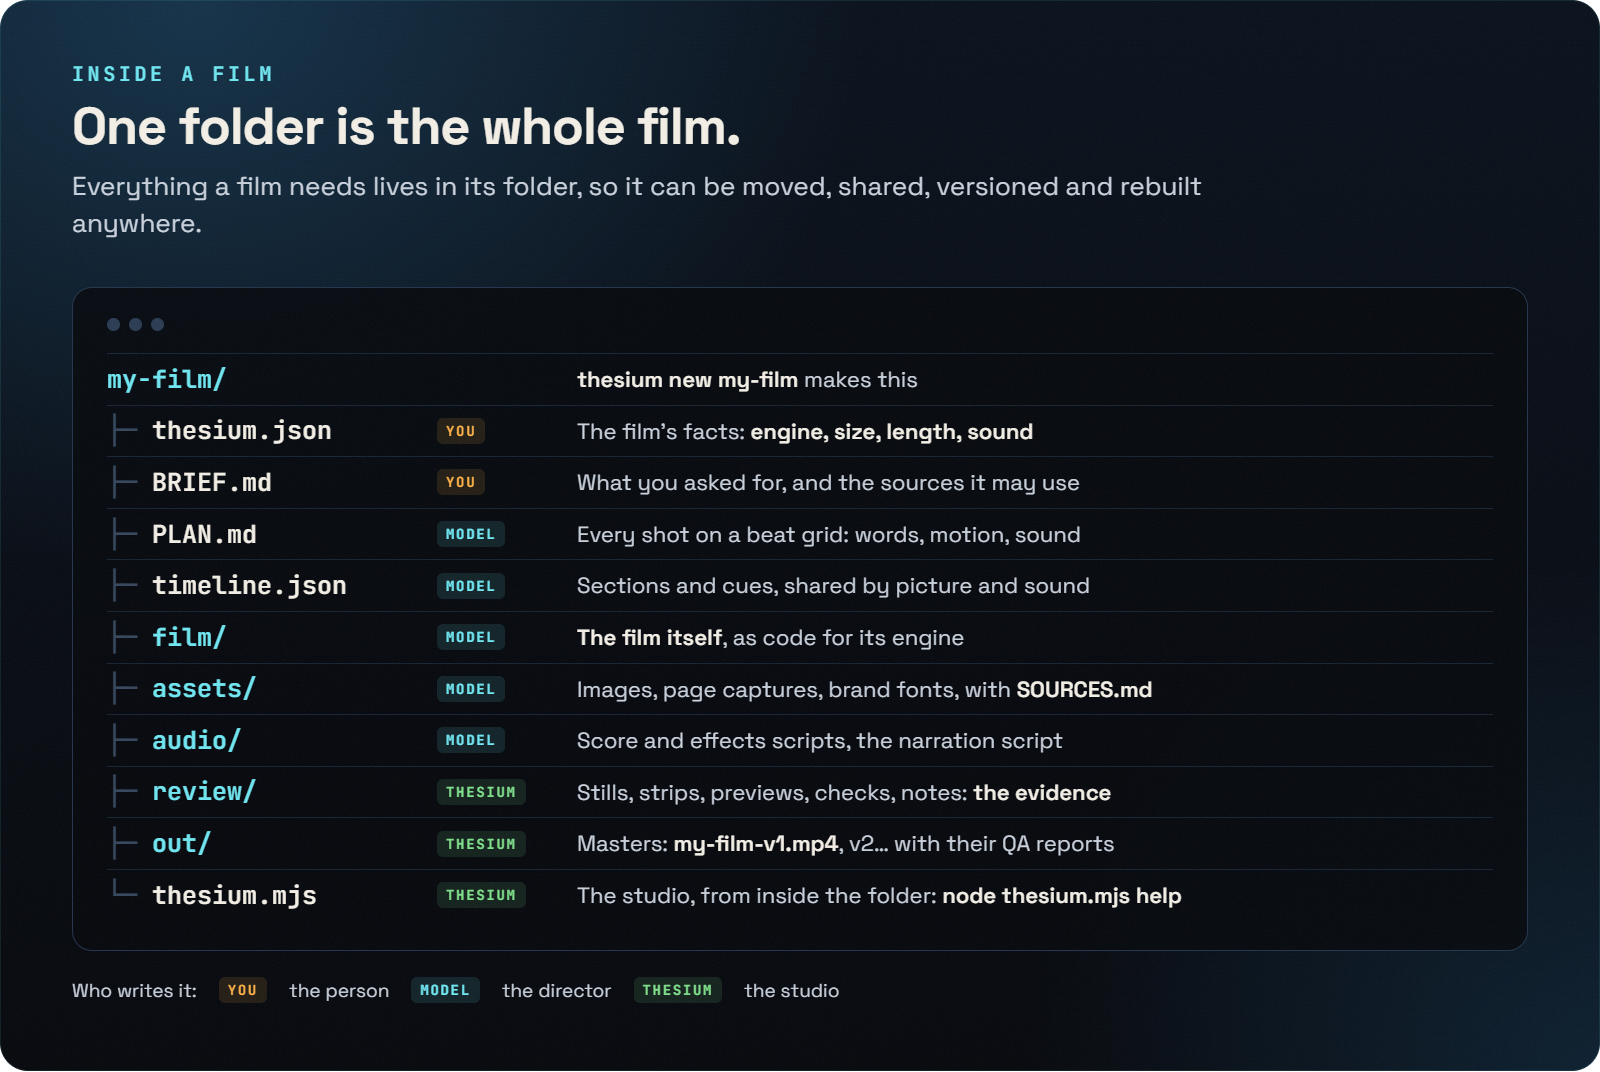 INSIDE A FILM
One folder is the whole film.
Everything a film needs lives in its folder, so it can be moved, shared, versioned and rebuilt
anywhere.
my-film/ thesium new my-film makes this
├─ thesium.json YOU The film’s facts: engine, size, length, sound
├─ BRIEF.md YOU What you asked for, and the sources it may use
├─ PLAN.md MODEL Every shot on a beat grid: words, motion, sound
├─ timeline.json MODEL Sections and cues, shared by picture and sound
├─ film/ MODEL The film itself, as code for its engine
├─ assets/ MODEL Images, page captures, brand fonts, with SOURCES.md
├─ audio/ MODEL Score and effects scripts, the narration script
├─ review/ THESIUM Stills, strips, previews, checks, notes: the evidence
├─ out/ THESIUM Masters: my-film-v1.mp4, v2… with their QA reports
└─ thesium.mjs THESIUM The studio, from inside the folder: node thesium.mjs help
Who writes it: YOU the person MODEL the director THESIUM the studio